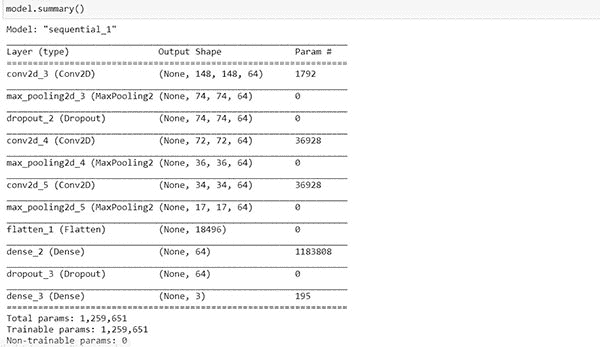 model.summary()
Model: "sequential_1"
Layer (type) Output Shape Param #
conv2d_3 (Conv2D) (None, 148, 148, 64) 1792
max_pooling2d_3 (MaxPooling2 (None, 74, 74, 64) 0
dropout_2 (Dropout) (None, 74, 74, 64) 0
conv2d_4 (Conv2D) (None, 72, 72, 64) 36928
max_pooling2d_4 (MaxPooling2 (None, 36, 36, 64) 0
conv2d_5 (Conv2D) (None, 34, 34, 64) 36928
max_pooling2d_5 (MaxPooling2 (None, 17, 17, 64) 0
flatten_1 (Flatten) (None, 18496) 0
dense_2 (Dense) (None, 64) 1183808
dropout_3 (Dropout) (None, 64) 0
dense_3 (Dense) (None, 3) 195
Total params: 1,259,651
Trainable params: 1,259,651
Non-trainable params: 0